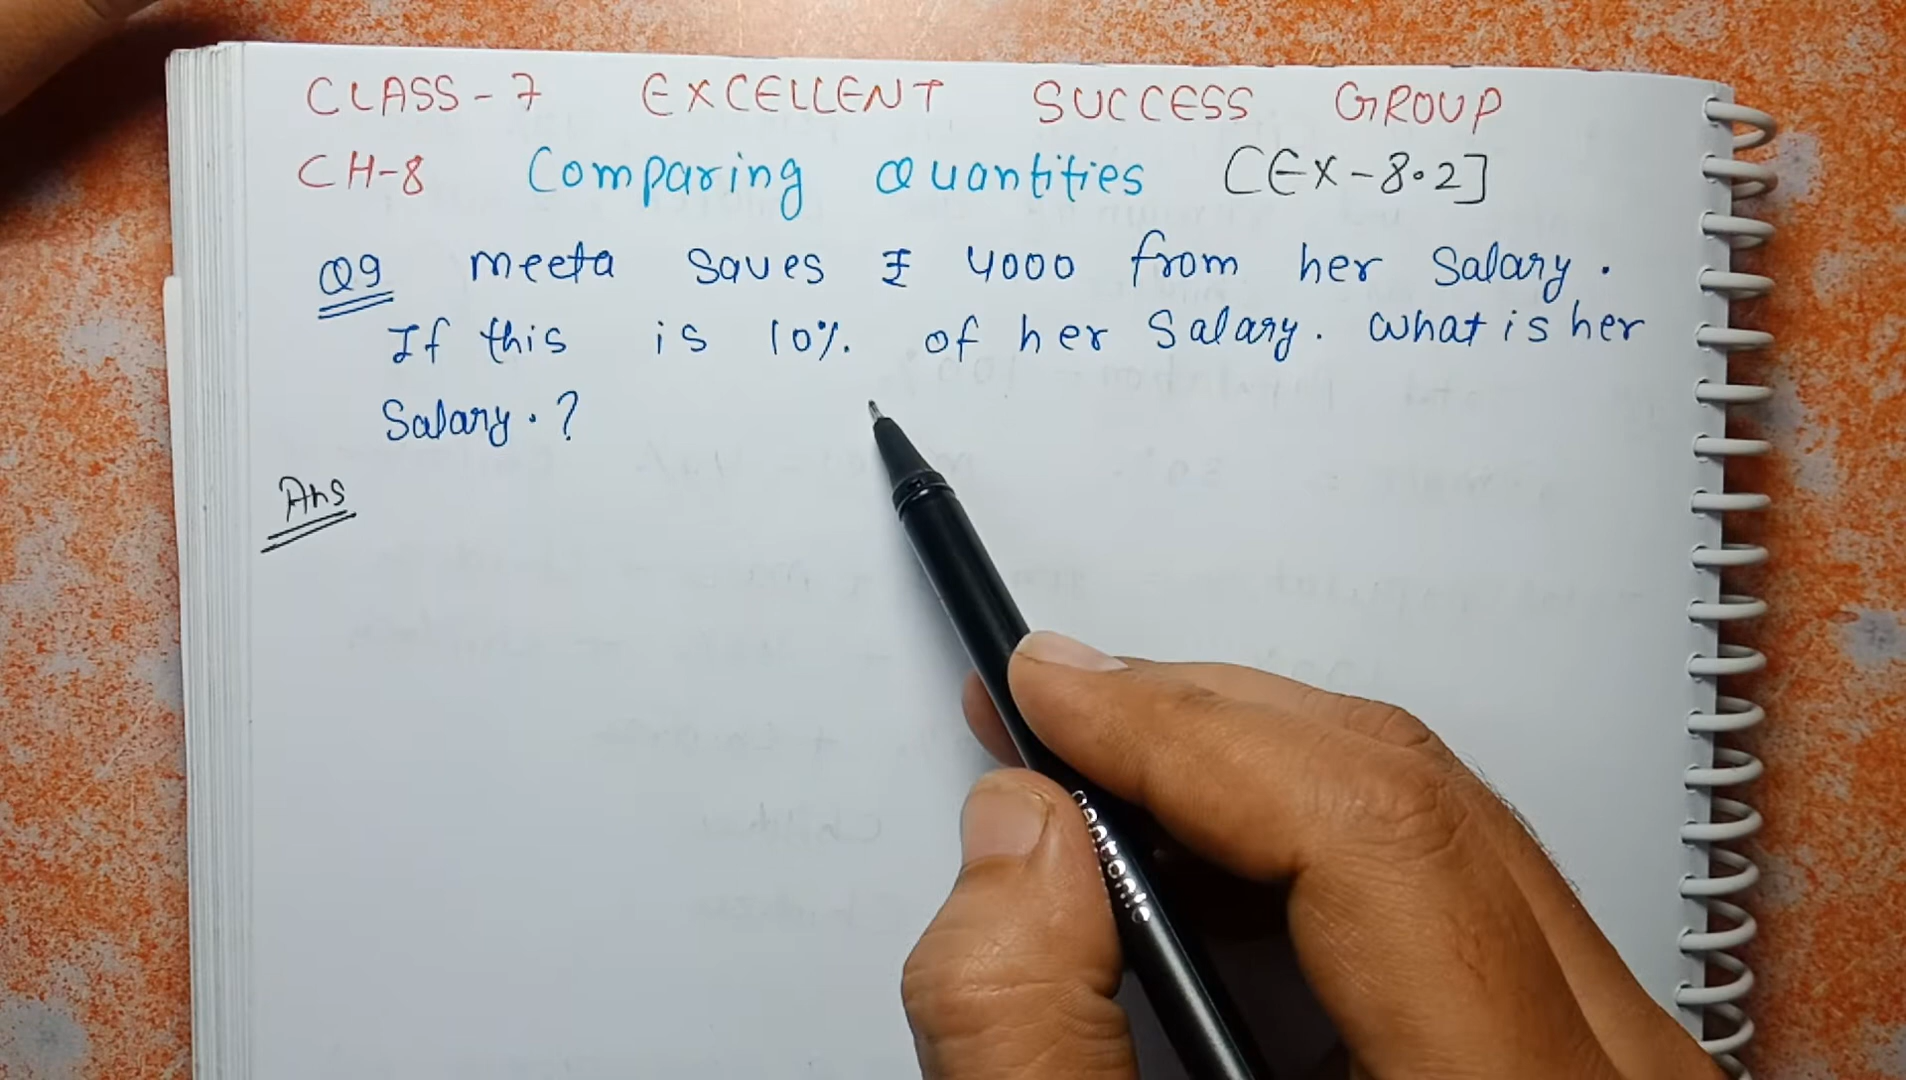 CLASS-7 EXCELLENT SUCCESS GROUP
CH-8 Comparing Quantities [EX-8.2]
Q9 meeta saves ₹ 4000 from her Salary.
If this is 10% of her Salary. What is her
Salary.?
Ans